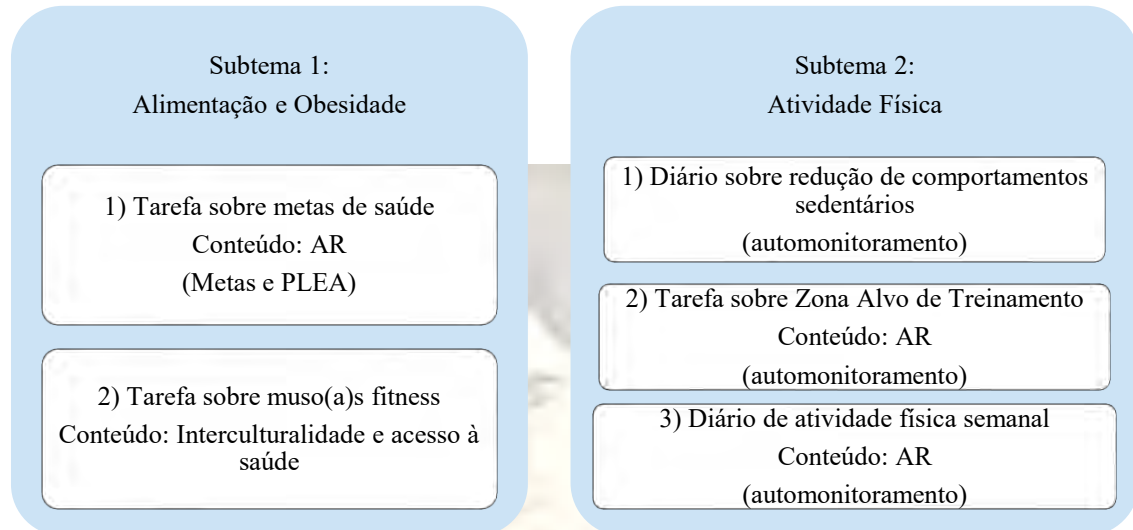 Subtema 1:
Alimentação e Obesidade
1) Tarefa sobre metas de saúde
Conteúdo: AR
(Metas e PLEA)
2) Tarefa sobre muso(a)s fitness
Conteúdo: Interculturalidade e acesso à
saúde
Subtema 2:
Atividade Física
1) Diário sobre redução de comportamentos
sedentários
(automonitoramento)
2) Tarefa sobre Zona Alvo de Treinamento
Conteúdo: AR
(automonitoramento)
3) Diário de atividade física semanal
Conteúdo: AR
(automonitoramento)